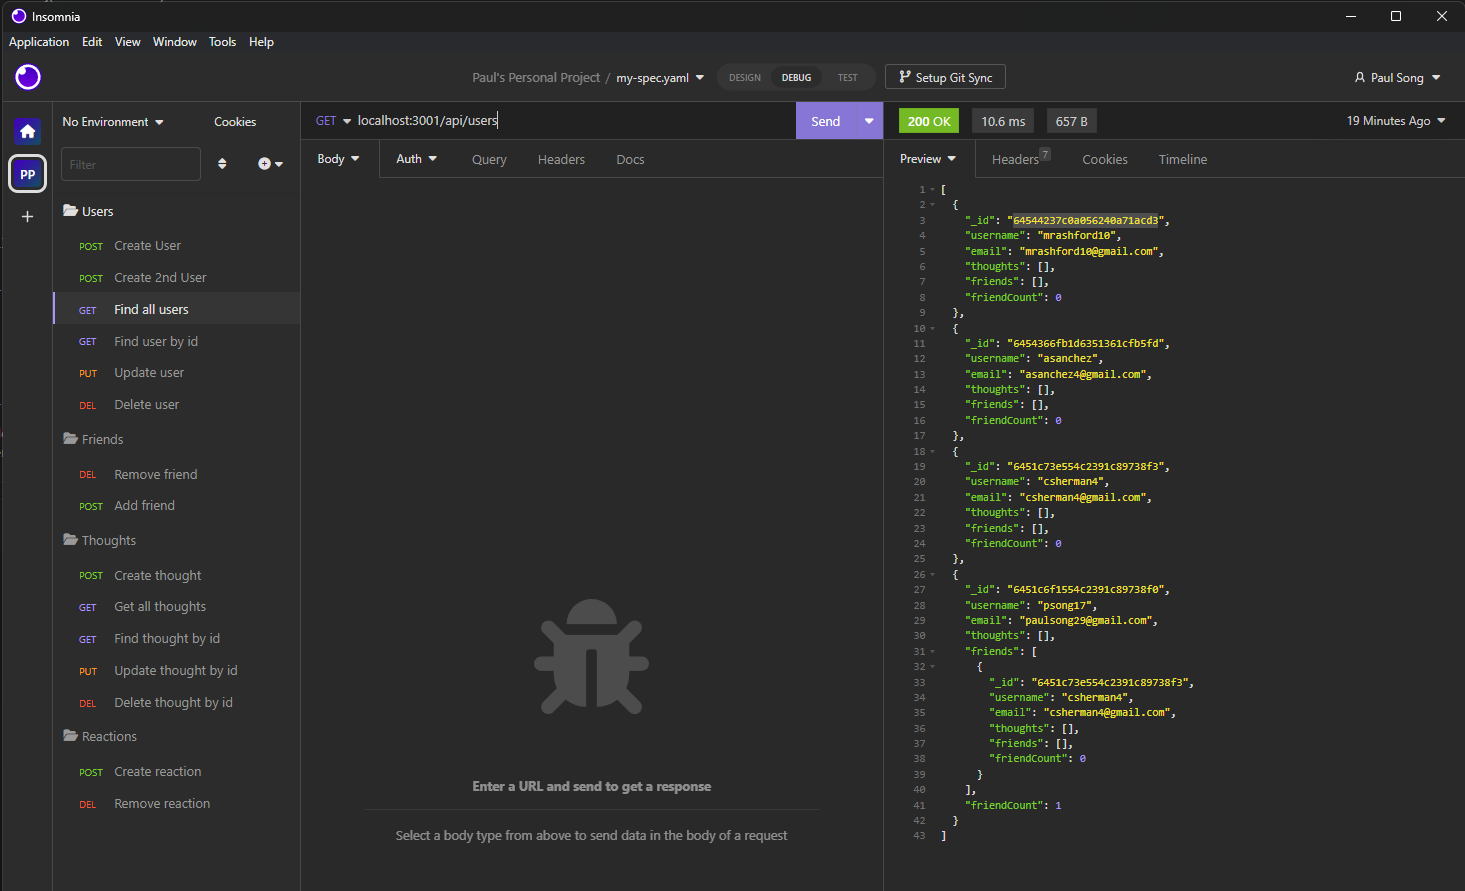 Insomnia
Application Edit View Window Tools Help
Paul's Personal Project / my-spec.yaml DESIGN DEBUG TEST Setup Git Sync Paul Song
No Environment Cookies
Filter
PP
Users
POST Create User
POST Create 2nd User
GET Find all users
GET Find user by id
PUT Update user
DEL Delete user
Friends
DEL Remove friend
POST Add friend
Thoughts
POST Create thought
GET Get all thoughts
GET Find thought by id
PUT Update thought by id
DEL Delete thought by id
Reactions
POST Create reaction
DEL Remove reaction
GET localhost:3001/api/users Send
Body Auth Query Headers Docs
Enter a URL and send to get a response
Select a body type from above to send data in the body of a request
200 OK 10.6 ms 657 B 19 Minutes Ago
Preview Headers 7 Cookies Timeline
1 [
2 {
3 "_id": "64544237c0a056240a71acd3",
4 "username": "mrashford10",
5 "email": "mrashford10@gmail.com",
6 "thoughts": [],
7 "friends": [],
8 "friendCount": 0
9 },
10 {
11 "_id": "6454366fb1d6351361cfb5fd",
12 "username": "asanchez",
13 "email": "asanchez4@gmail.com",
14 "thoughts": [],
15 "friends": [],
16 "friendCount": 0
17 },
18 {
19 "_id": "6451c73e554c2391c89738f3",
20 "username": "csherman4",
21 "email": "csherman4@gmail.com",
22 "thoughts": [],
23 "friends": [],
24 "friendCount": 0
25 },
26 {
27 "_id": "6451c6f1554c2391c89738f0",
28 "username": "psong17",
29 "email": "paulsong29@gmail.com",
30 "thoughts": [],
31 "friends": [
32 {
33 "_id": "6451c73e554c2391c89738f3",
34 "username": "csherman4",
35 "email": "csherman4@gmail.com",
36 "thoughts": [],
37 "friends": [],
38 "friendCount": 0
39 }
40 ],
41 "friendCount": 1
42 }
43 ]